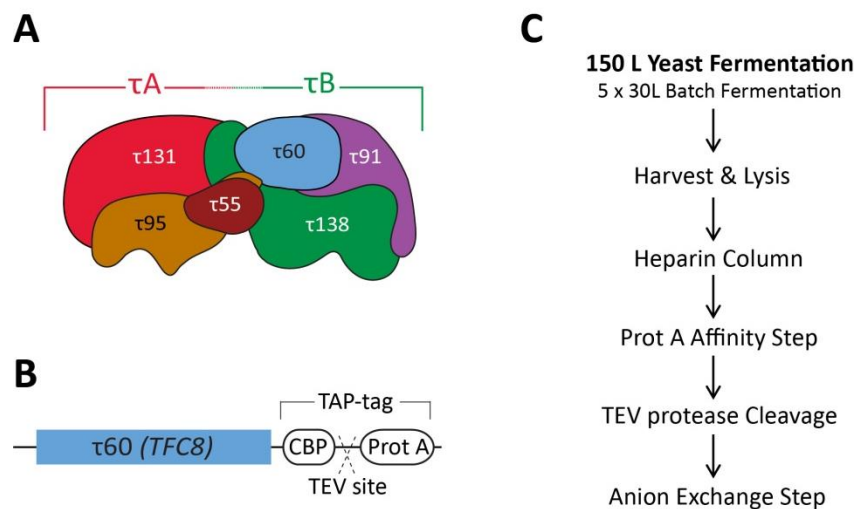 A
τA
τB
τ131
τ60
τ91
τ95
τ55
τ138
B
TAP-tag
τ60 (TFC8)
CBP
Prot A
TEV site
C
150 L Yeast Fermentation
5 x 30L Batch Fermentation
Harvest & Lysis
Heparin Column
Prot A Affinity Step
TEV protease Cleavage
Anion Exchange Step